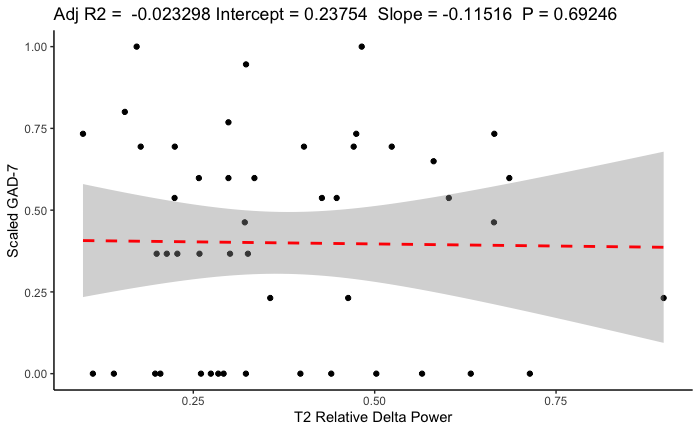 Adj R2 =  -0.023298 Intercept = 0.23754  Slope = -0.11516  P = 0.69246
1.00
0.75
0.50
0.25
0.00
Scaled GAD-7
0.25 0.50 0.75
T2 Relative Delta Power